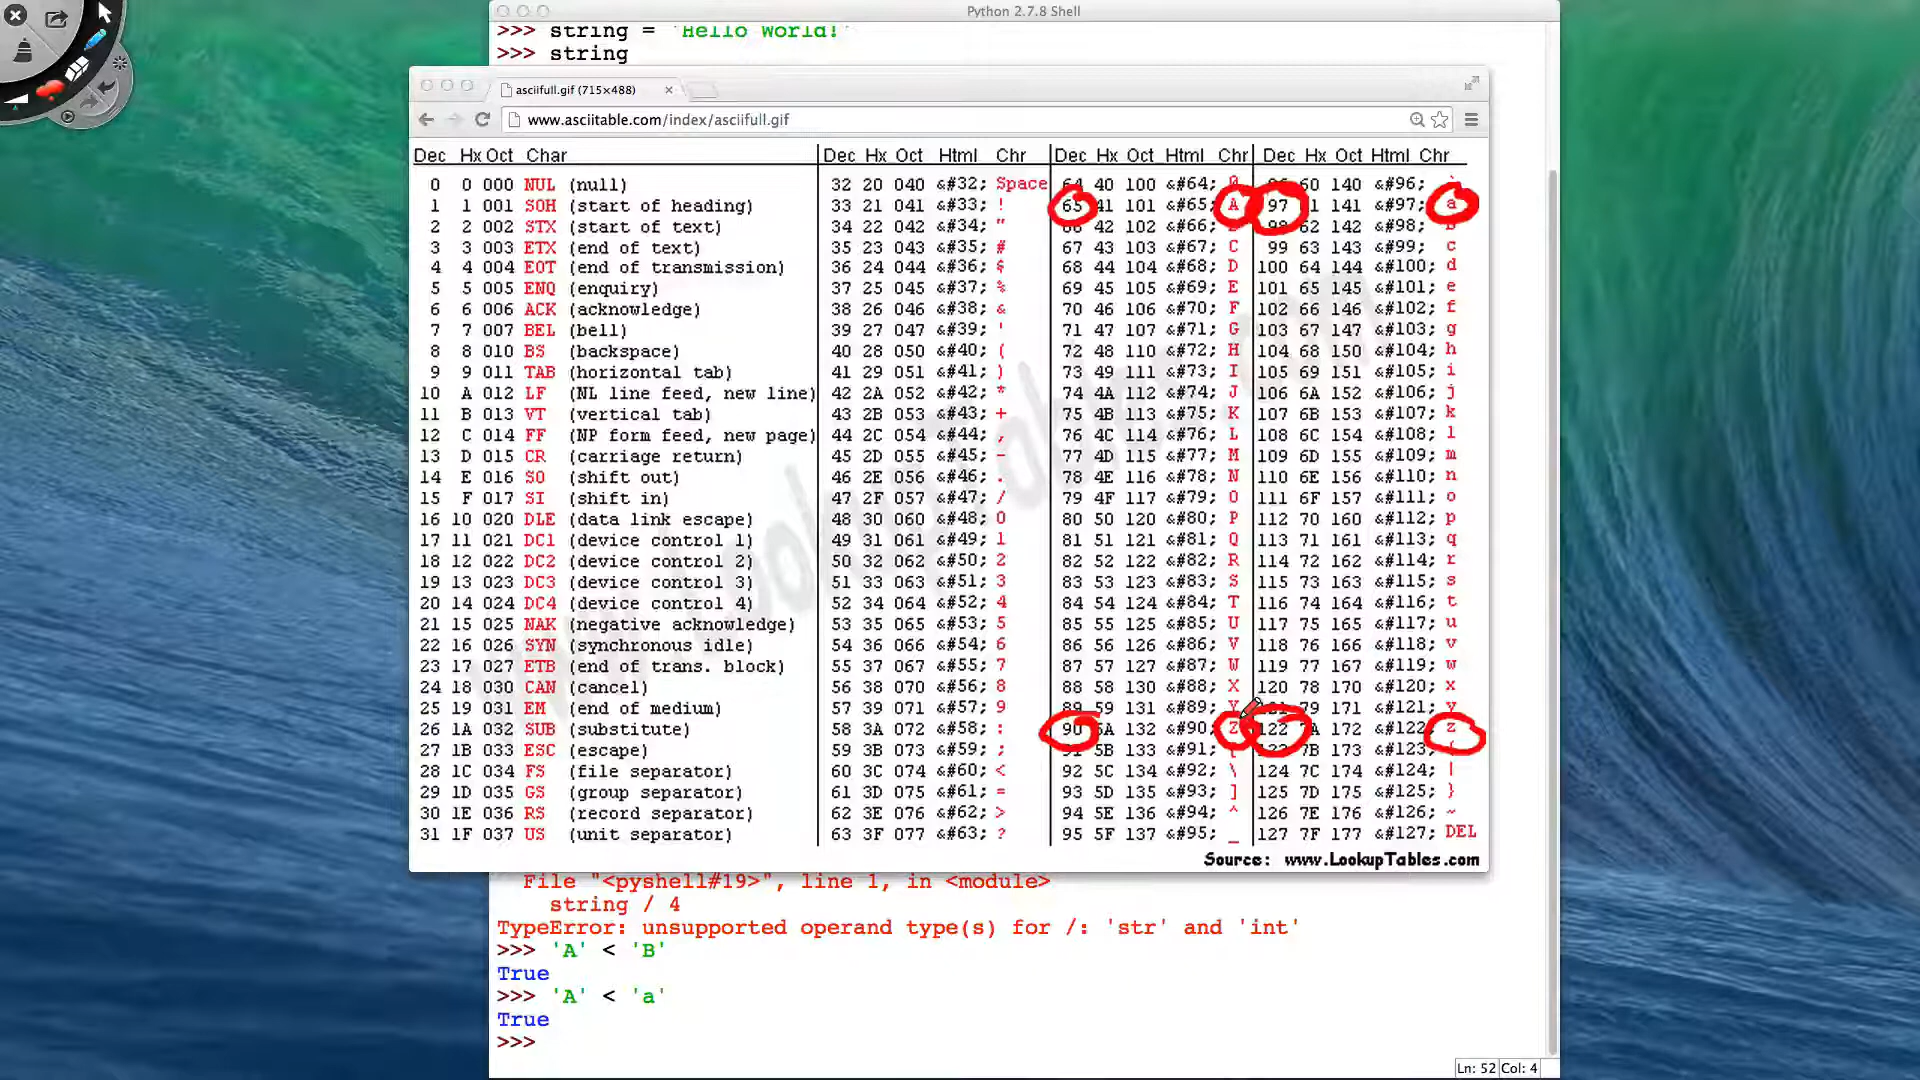 Python 2.7.8 Shell
>>> string = 'Hello World!'
>>> string
asciifull.gif (715×488)
www.asciitable.com/index/asciifull.gif
Dec Hx Oct Char Dec Hx Oct Html Chr Dec Hx Oct Html Chr Dec Hx Oct Html Chr
0 0 000 NUL (null) 32 20 040 &#32; Space 64 40 100 &#64; @ 96 60 140 &#96; `
1 1 001 SOH (start of heading) 33 21 041 &#33; ! 65 41 101 &#65; A 97 61 141 &#97; a
2 2 002 STX (start of text) 34 22 042 &#34; " 66 42 102 &#66; B 98 62 142 &#98; b
3 3 003 ETX (end of text) 35 23 043 &#35; # 67 43 103 &#67; C 99 63 143 &#99; c
4 4 004 EOT (end of transmission) 36 24 044 &#36; $ 68 44 104 &#68; D 100 64 144 &#100; d
5 5 005 ENQ (enquiry) 37 25 045 &#37; % 69 45 105 &#69; E 101 65 145 &#101; e
6 6 006 ACK (acknowledge) 38 26 046 &#38; & 70 46 106 &#70; F 102 66 146 &#102; f
7 7 007 BEL (bell) 39 27 047 &#39; ' 71 47 107 &#71; G 103 67 147 &#103; g
8 8 010 BS (backspace) 40 28 050 &#40; ( 72 48 110 &#72; H 104 68 150 &#104; h
9 9 011 TAB (horizontal tab) 41 29 051 &#41; ) 73 49 111 &#73; I 105 69 151 &#105; i
10 A 012 LF (NL line feed, new line) 42 2A 052 &#42; * 74 4A 112 &#74; J 106 6A 152 &#106; j
11 B 013 VT (vertical tab) 43 2B 053 &#43; + 75 4B 113 &#75; K 107 6B 153 &#107; k
12 C 014 FF (NP form feed, new page) 44 2C 054 &#44; , 76 4C 114 &#76; L 108 6C 154 &#108; l
13 D 015 CR (carriage return) 45 2D 055 &#45; - 77 4D 115 &#77; M 109 6D 155 &#109; m
14 E 016 SO (shift out) 46 2E 056 &#46; . 78 4E 116 &#78; N 110 6E 156 &#110; n
15 F 017 SI (shift in) 47 2F 057 &#47; / 79 4F 117 &#79; O 111 6F 157 &#111; o
16 10 020 DLE (data link escape) 48 30 060 &#48; 0 80 50 120 &#80; P 112 70 160 &#112; p
17 11 021 DC1 (device control 1) 49 31 061 &#49; 1 81 51 121 &#81; Q 113 71 161 &#113; q
18 12 022 DC2 (device control 2) 50 32 062 &#50; 2 82 52 122 &#82; R 114 72 162 &#114; r
19 13 023 DC3 (device control 3) 51 33 063 &#51; 3 83 53 123 &#83; S 115 73 163 &#115; s
20 14 024 DC4 (device control 4) 52 34 064 &#52; 4 84 54 124 &#84; T 116 74 164 &#116; t
21 15 025 NAK (negative acknowledge) 53 35 065 &#53; 5 85 55 125 &#85; U 117 75 165 &#117; u
22 16 026 SYN (synchronous idle) 54 36 066 &#54; 6 86 56 126 &#86; V 118 76 166 &#118; v
23 17 027 ETB (end of trans. block) 55 37 067 &#55; 7 87 57 127 &#87; W 119 77 167 &#119; w
24 18 030 CAN (cancel) 56 38 070 &#56; 8 88 58 130 &#88; X 120 78 170 &#120; x
25 19 031 EM (end of medium) 57 39 071 &#57; 9 89 59 131 &#89; Y 121 79 171 &#121; y
26 1A 032 SUB (substitute) 58 3A 072 &#58; : 90 5A 132 &#90; Z 122 7A 172 &#122; z
27 1B 033 ESC (escape) 59 3B 073 &#59; ; 91 5B 133 &#91; [ 123 7B 173 &#123; {
28 1C 034 FS (file separator) 60 3C 074 &#60; < 92 5C 134 &#92; \ 124 7C 174 &#124; |
29 1D 035 GS (group separator) 61 3D 075 &#61; = 93 5D 135 &#93; ] 125 7D 175 &#125; }
30 1E 036 RS (record separator) 62 3E 076 &#62; > 94 5E 136 &#94; ^ 126 7E 176 &#126; ~
31 1F 037 US (unit separator) 63 3F 077 &#63; ? 95 5F 137 &#95; _ 127 7F 177 &#127; DEL
www.LookupTables.com
Source: www.LookupTables.com
File "<pyshell#19>", line 1, in <module>
string / 4
TypeError: unsupported operand type(s) for /: 'str' and 'int'
>>> 'A' < 'B'
True
>>> 'A' < 'a'
True
>>>
Ln: 52 Col: 4